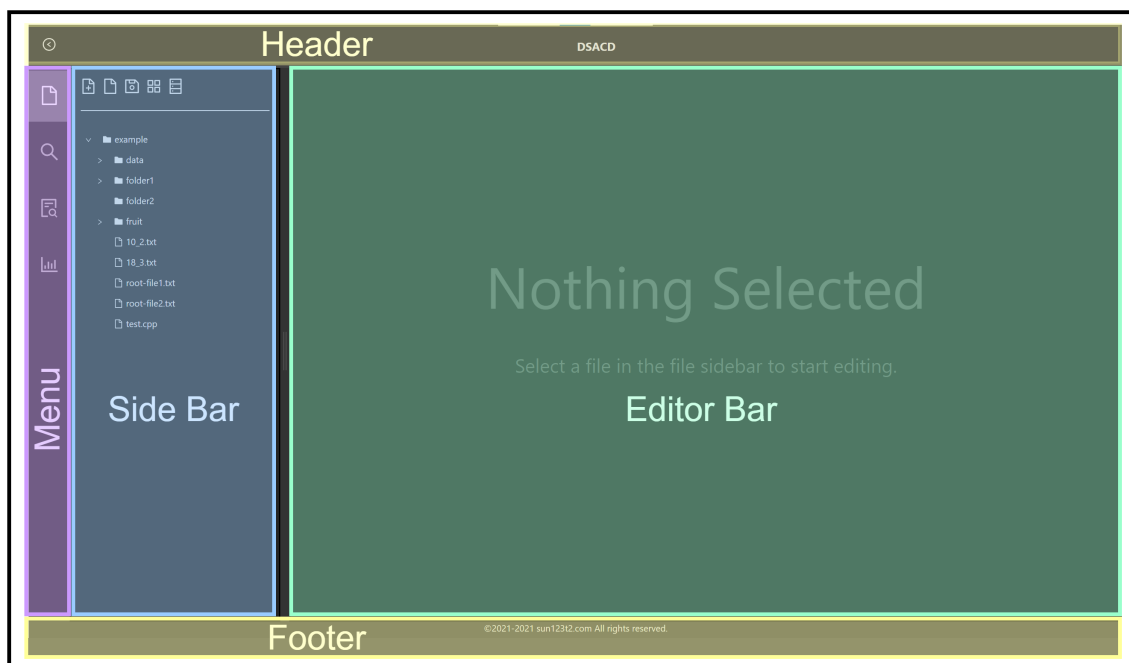 Header
DSACD
Menu
example
data
folder1
folder2
fruit
10_2.txt
18_3.txt
root-file1.txt
root-file2.txt
test.cpp
Side Bar
Nothing Selected
Select a file in the file sidebar to start editing.
Editor Bar
Footer
©2021-2021 sun123t2.com All rights reserved.